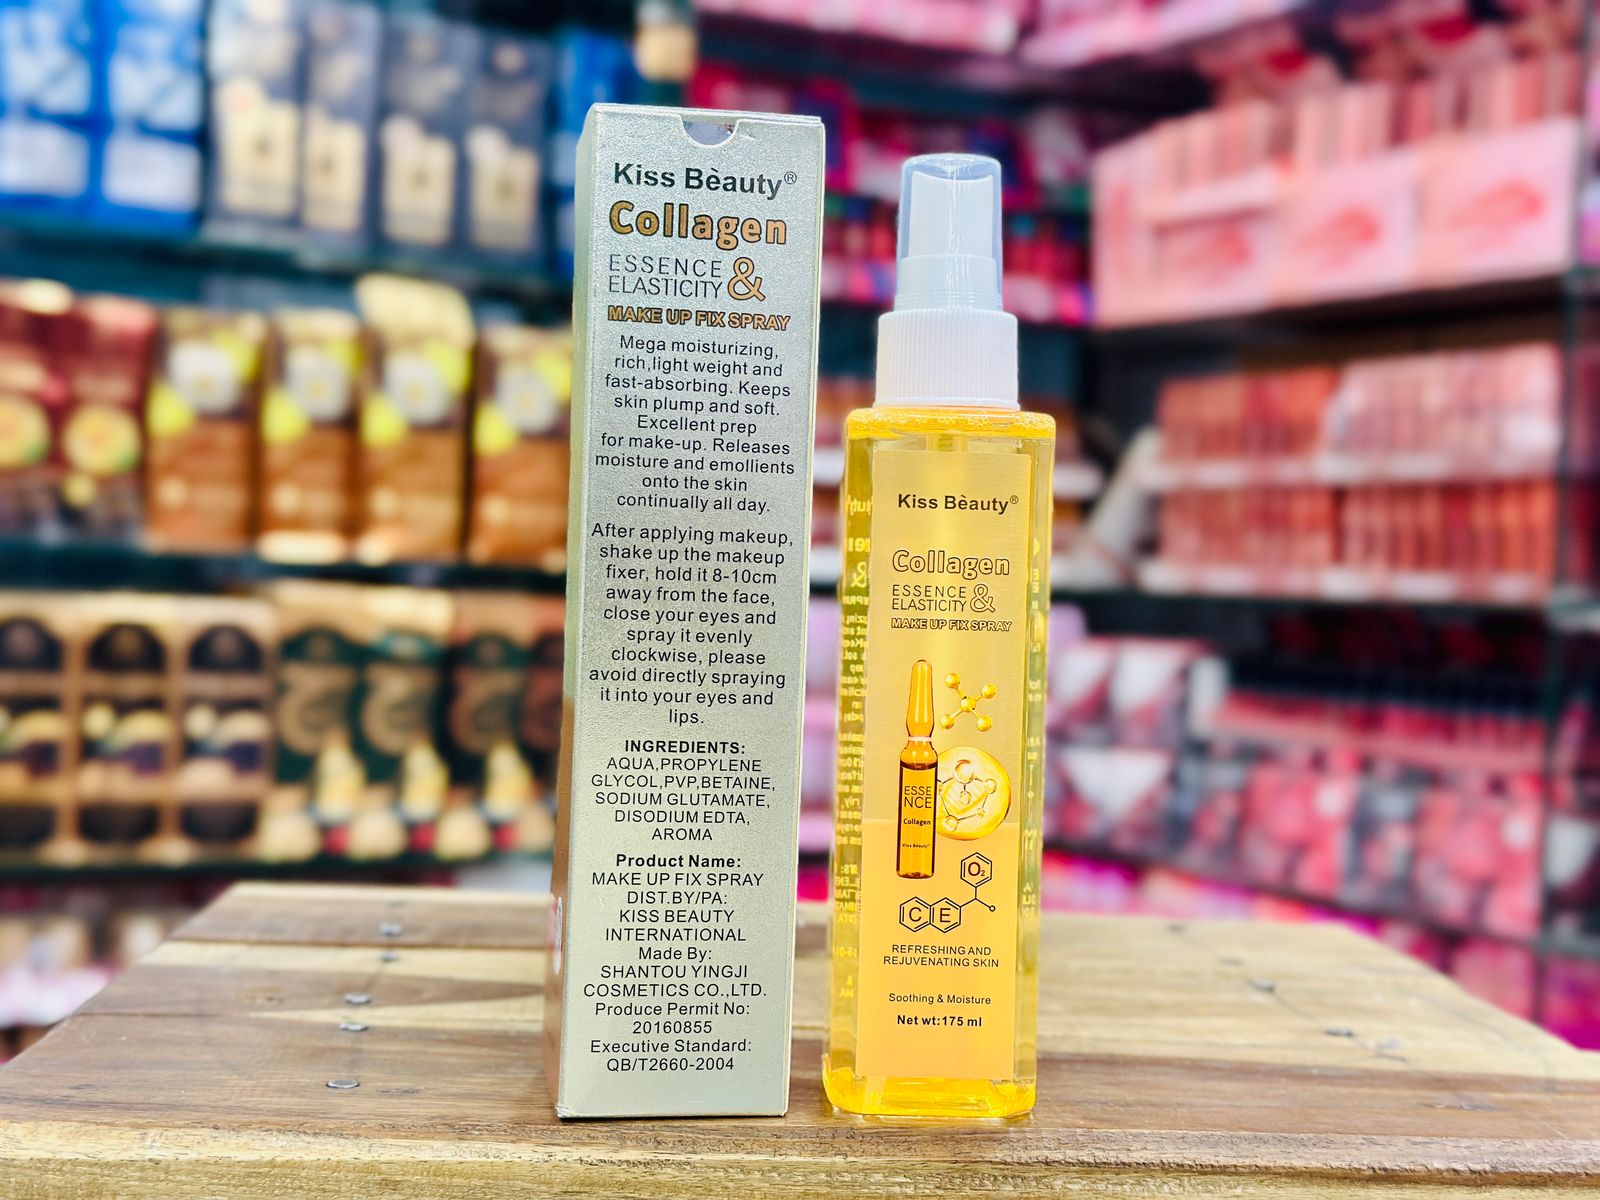 Kiss Bèauty®
Collagen
ESSENCE &
ELASTICITY
MAKE UP FIX SPRAY
Mega moisturizing,
rich,light weight and
fast-absorbing. Keeps
skin plump and soft.
Excellent prep
for make-up. Releases
moisture and emollients
onto the skin
continually all day.
After applying makeup,
shake up the makeup
fixer, hold it 8-10cm
away from the face,
close your eyes and
spray it evenly
clockwise, please
avoid directly spraying
it into your eyes and
lips.
INGREDIENTS:
AQUA,PROPYLENE
GLYCOL,PVP,BETAINE,
SODIUM GLUTAMATE,
DISODIUM EDTA,
AROMA
Product Name:
MAKE UP FIX SPRAY
DIST.BY/PA:
KISS BEAUTY
INTERNATIONAL
Made By:
SHANTOU YINGJI
COSMETICS CO.,LTD.
Produce Permit No:
20160855
Executive Standard:
QB/T2660-2004
Kiss Bèauty®
Collagen
ESSENCE &
ELASTICITY
MAKE UP FIX SPRAY
ESSE
NCE
Collagen
Kiss Bèauty®
O2
C E
REFRESHING AND
REJUVENATING SKIN
Soothing & Moisture
Net wt:175 ml